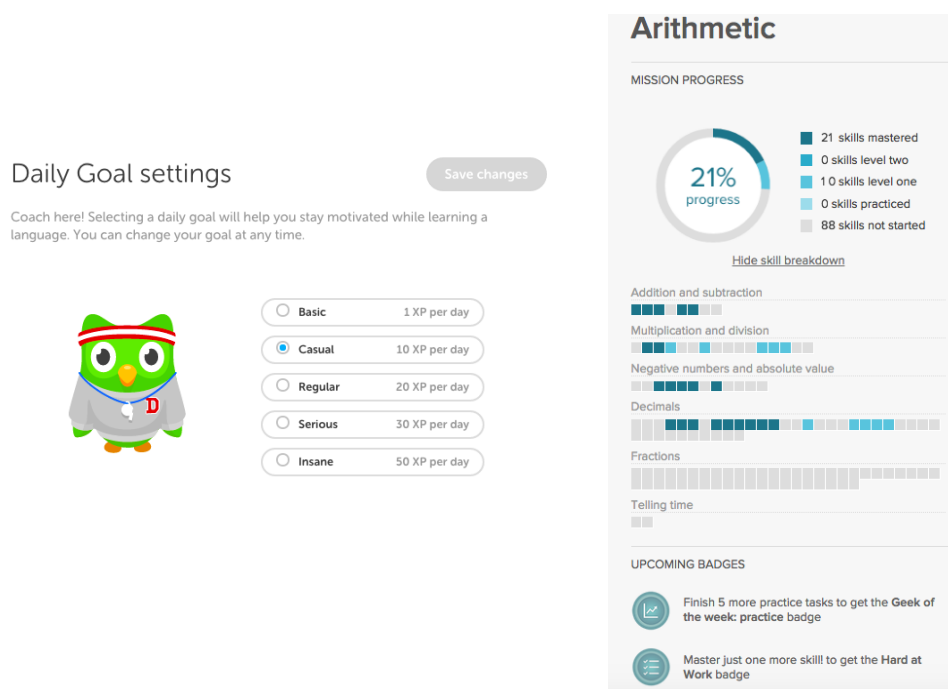 Daily Goal settings
Save changes
Coach here! Selecting a daily goal will help you stay motivated while learning a
language. You can change your goal at any time.
Basic 1 XP per day
Casual 10 XP per day
Regular 20 XP per day
Serious 30 XP per day
Insane 50 XP per day
D
Arithmetic
MISSION PROGRESS
21%
progress
21 skills mastered
0 skills level two
1 0 skills level one
0 skills practiced
88 skills not started
Hide skill breakdown
Addition and subtraction
Multiplication and division
Negative numbers and absolute value
Decimals
Fractions
Telling time
UPCOMING BADGES
Finish 5 more practice tasks to get the Geek of
the week: practice badge
Master just one more skill! to get the Hard at
Work badge